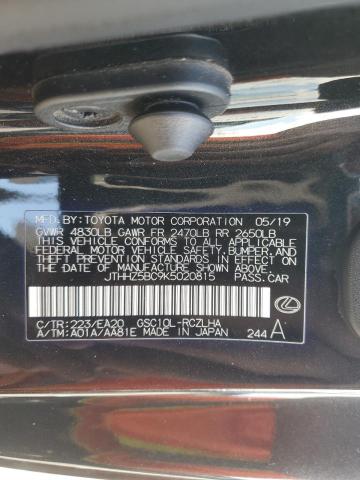 MFD. BY:TOYOTA MOTOR CORPORATION 05/19
GVWR 4830LB GAWR FR 2470LB RR 2650LB
THIS VEHICLE CONFORMS TO ALL APPLICABLE
FEDERAL MOTOR VEHICLE SAFETY, BUMPER, AND
THEFT PREVENTION STANDARDS IN EFFECT ON
THE DATE OF MANUFACTURE SHOWN ABOVE.
JTHHZ5BC9K5020815 PASS.CAR
C/TR:223/EA20 GSC10L-RCZLHA
A/TM:A01A/AA81E MADE IN JAPAN 244 A